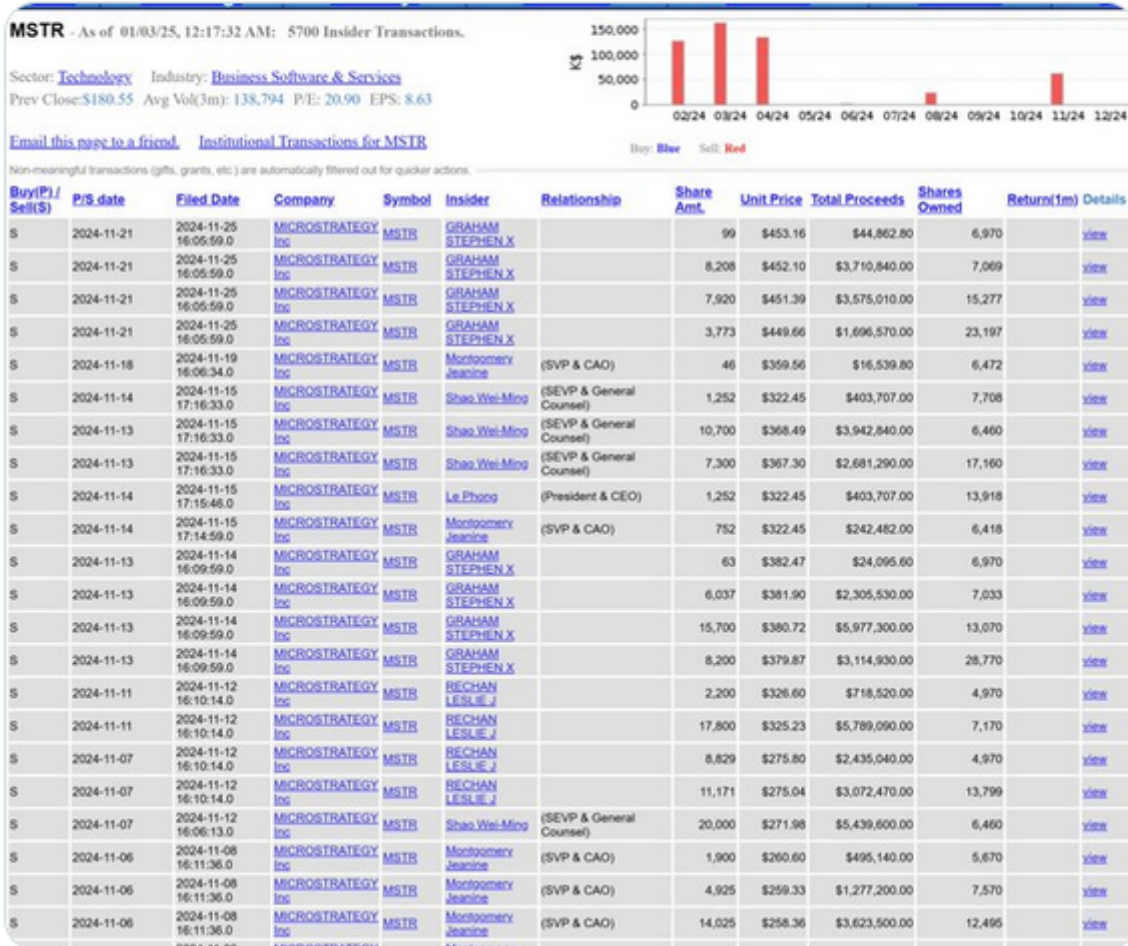 MSTR - As of 01/03/25, 12:17:32 AM: 5700 Insider Transactions.
Sector: Technology Industry: Business Software & Services
Prev Close:$180.55 Avg Vol(3m): 138,794 P/E: 20.90 EPS: 8.63
Email this page to a friend. Institutional Transactions for MSTR
K$
150,000
100,000
50,000
0
02/24 03/24 04/24 05/24 06/24 07/24 08/24 09/24 10/24 11/24 12/24
Buy: Blue Sell: Red
Non-meaningful transactions (gifts, grants, etc.) are automatically filtered out for quicker actions.
Buy(P) / Sell(S) P/S date Filed Date Company Symbol Insider Relationship Share Amt. Unit Price Total Proceeds Shares Owned Return(1m) Details
S 2024-11-21 2024-11-25 16:05:59.0 MICROSTRATEGY Inc MSTR GRAHAM STEPHEN X 99 $453.16 $44,862.80 6,970 view
S 2024-11-21 2024-11-25 16:05:59.0 MICROSTRATEGY Inc MSTR GRAHAM STEPHEN X 8,208 $452.10 $3,710,840.00 7,069 view
S 2024-11-21 2024-11-25 16:05:59.0 MICROSTRATEGY Inc MSTR GRAHAM STEPHEN X 7,920 $451.39 $3,575,010.00 15,277 view
S 2024-11-21 2024-11-25 16:05:59.0 MICROSTRATEGY Inc MSTR GRAHAM STEPHEN X 3,773 $449.66 $1,696,570.00 23,197 view
S 2024-11-18 2024-11-19 16:06:34.0 MICROSTRATEGY Inc MSTR Montgomery Jeanine (SVP & CAO) 46 $359.56 $16,539.80 6,472 view
S 2024-11-14 2024-11-15 17:16:33.0 MICROSTRATEGY Inc MSTR Shao Wei-Ming (SEVP & General Counsel) 1,252 $322.45 $403,707.00 7,708 view
S 2024-11-13 2024-11-15 17:16:33.0 MICROSTRATEGY Inc MSTR Shao Wei-Ming (SEVP & General Counsel) 10,700 $368.49 $3,942,840.00 6,460 view
S 2024-11-13 2024-11-15 17:16:33.0 MICROSTRATEGY Inc MSTR Shao Wei-Ming (SEVP & General Counsel) 7,300 $367.30 $2,681,290.00 17,160 view
S 2024-11-14 2024-11-15 17:15:46.0 MICROSTRATEGY Inc MSTR Le Phong (President & CEO) 1,252 $322.45 $403,707.00 13,918 view
S 2024-11-14 2024-11-15 17:14:59.0 MICROSTRATEGY Inc MSTR Montgomery Jeanine (SVP & CAO) 752 $322.45 $242,482.00 6,418 view
S 2024-11-13 2024-11-14 16:09:59.0 MICROSTRATEGY Inc MSTR GRAHAM STEPHEN X 63 $382.47 $24,095.60 6,970 view
S 2024-11-13 2024-11-14 16:09:59.0 MICROSTRATEGY Inc MSTR GRAHAM STEPHEN X 6,037 $381.90 $2,305,530.00 7,033 view
S 2024-11-13 2024-11-14 16:09:59.0 MICROSTRATEGY Inc MSTR GRAHAM STEPHEN X 15,700 $380.72 $5,977,300.00 13,070 view
S 2024-11-13 2024-11-14 16:09:59.0 MICROSTRATEGY Inc MSTR GRAHAM STEPHEN X 8,200 $379.87 $3,114,930.00 28,770 view
S 2024-11-11 2024-11-12 16:10:14.0 MICROSTRATEGY Inc MSTR RECHAN LESLIE J 2,200 $326.60 $718,520.00 4,970 view
S 2024-11-11 2024-11-12 16:10:14.0 MICROSTRATEGY Inc MSTR RECHAN LESLIE J 17,800 $325.23 $5,789,090.00 7,170 view
S 2024-11-07 2024-11-12 16:10:14.0 MICROSTRATEGY Inc MSTR RECHAN LESLIE J 8,829 $275.80 $2,435,040.00 4,970 view
S 2024-11-07 2024-11-12 16:10:14.0 MICROSTRATEGY Inc MSTR RECHAN LESLIE J 11,171 $275.04 $3,072,470.00 13,799 view
S 2024-11-07 2024-11-12 16:06:13.0 MICROSTRATEGY Inc MSTR Shao Wei-Ming (SEVP & General Counsel) 20,000 $271.98 $5,439,600.00 6,460 view
S 2024-11-06 2024-11-08 16:11:36.0 MICROSTRATEGY Inc MSTR Montgomery Jeanine (SVP & CAO) 1,900 $260.60 $495,140.00 5,670 view
S 2024-11-06 2024-11-08 16:11:36.0 MICROSTRATEGY Inc MSTR Montgomery Jeanine (SVP & CAO) 4,925 $259.33 $1,277,200.00 7,570 view
S 2024-11-06 2024-11-08 16:11:36.0 MICROSTRATEGY Inc MSTR Montgomery Jeanine (SVP & CAO) 14,025 $258.36 $3,623,500.00 12,495 view